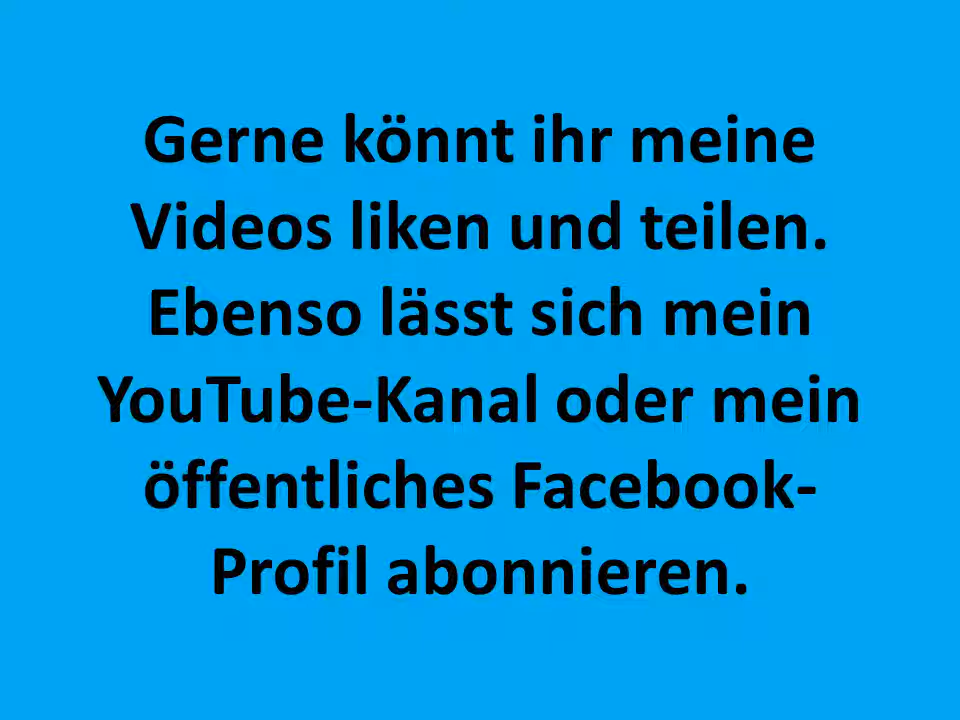 Gerne könnt ihr meine
Videos liken und teilen.
Ebenso lässt sich mein
YouTube-Kanal oder mein
öffentliches Facebook-
Profil abonnieren.